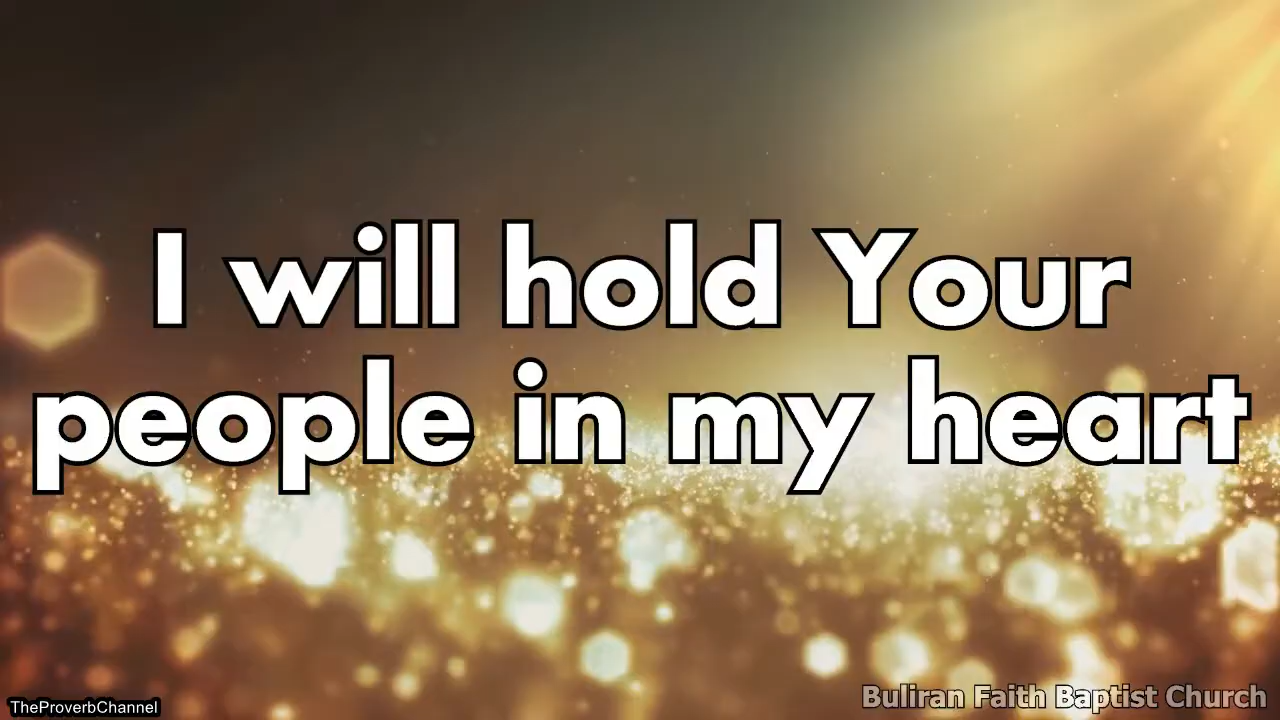 I will hold Your
people in my heart
TheProverbChannel
Buliran Faith Baptist Church